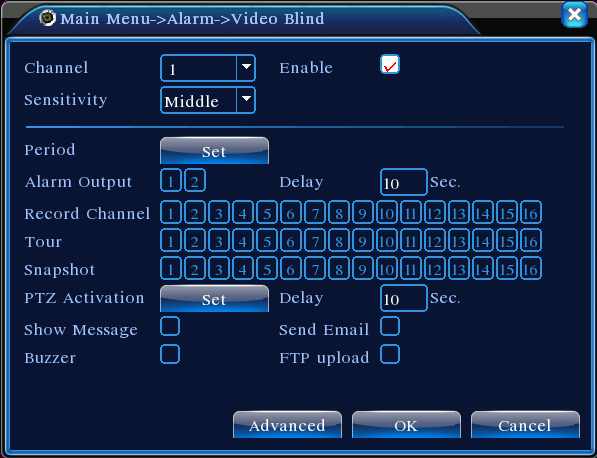 Main Menu->Alarm->Video Blind
Channel 1 Enable
Sensitivity Middle
Period Set
Alarm Output 1 2 Delay 10 Sec.
Record Channel 1 2 3 4 5 6 7 8 9 10 11 12 13 14 15 16
Tour 1 2 3 4 5 6 7 8 9 10 11 12 13 14 15 16
Snapshot 1 2 3 4 5 6 7 8 9 10 11 12 13 14 15 16
PTZ Activation Set Delay 10 Sec.
Show Message Send Email
Buzzer FTP upload
Advanced OK Cancel